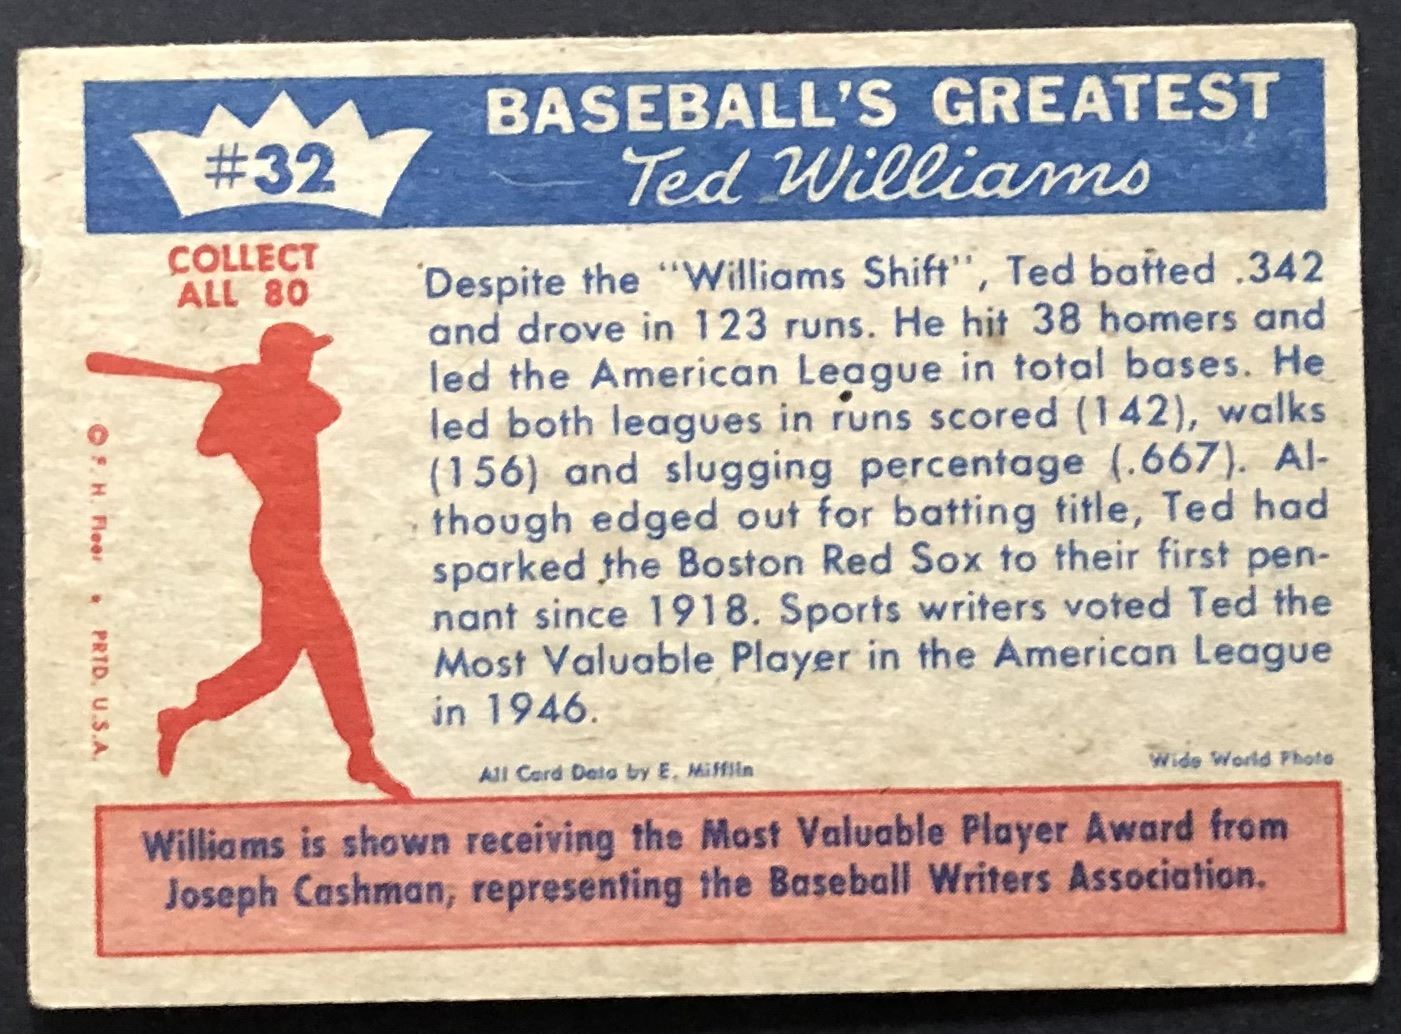 #32
BASEBALL'S GREATEST
Ted Williams
COLLECT
ALL 80
Despite the "Williams Shift", Ted batted .342
and drove in 123 runs. He hit 38 homers and
led the American League in total bases. He
led both leagues in runs scored (142), walks
(156) and slugging percentage (.667). Al-
though edged out for batting title, Ted had
sparked the Boston Red Sox to their first pen-
nant since 1918. Sports writers voted Ted the
Most Valuable Player in the American League
in 1946.
© F. H. Fleer • PRTD. U.S.A.
All Card Data by E. Mifflin
Wide World Photo
Williams is shown receiving the Most Valuable Player Award from
Joseph Cashman, representing the Baseball Writers Association.